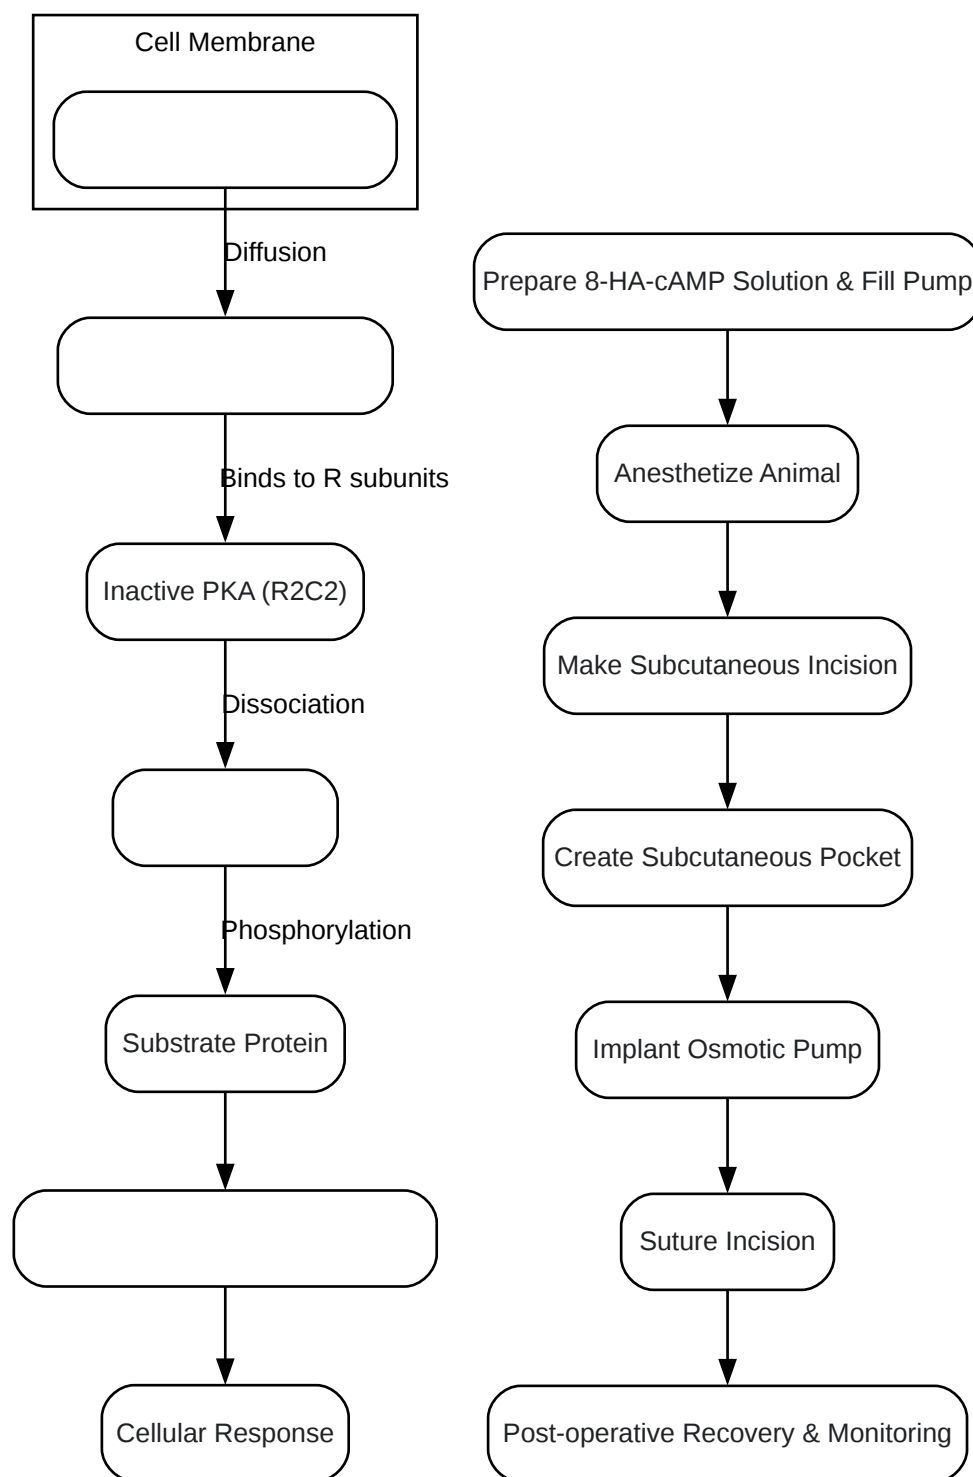 Cell Membrane
Diffusion
Binds to R subunits
Inactive PKA (R2C2)
Dissociation
Phosphorylation
Substrate Protein
Cellular Response
Prepare 8-HA-cAMP Solution & Fill Pump
Anesthetize Animal
Make Subcutaneous Incision
Create Subcutaneous Pocket
Implant Osmotic Pump
Suture Incision
Post-operative Recovery & Monitoring